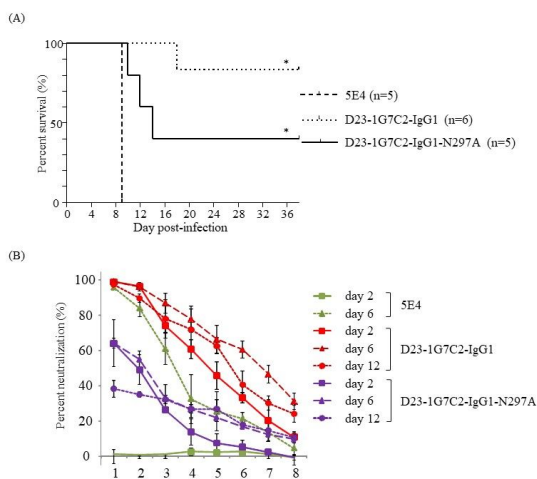 (A)
100
50
0
Percent survival (%)
*
*
0 4 8 12 16 20 24 28 32 36
Day post-infection
5E4 (n=5)
D23-1G7C2-IgG1 (n=6)
D23-1G7C2-IgG1-N297A (n=5)
(B)
100
80
60
40
20
0
Percent neutralization (%)
1 2 3 4 5 6 7 8
day 2
day 6
5E4
day 2
day 6
day 12
D23-1G7C2-IgG1
day 2
day 6
day 12
D23-1G7C2-IgG1-N297A